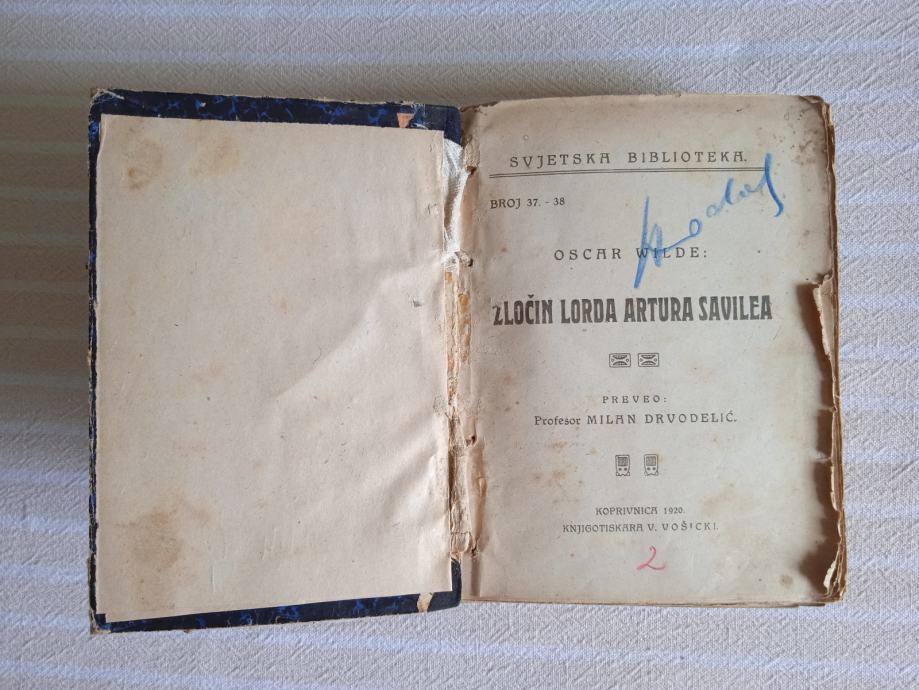 SVJETSKA BIBLIOTEKA.
BROJ 37. - 38
OSCAR WILDE:
ZLOČIN LORDA ARTURA SAVILEA
PREVEO:
Profesor MILAN DRVODELIĆ.
KOPRIVNICA 1920.
KNJIGOTISKARA V. VOŠICKI.
2